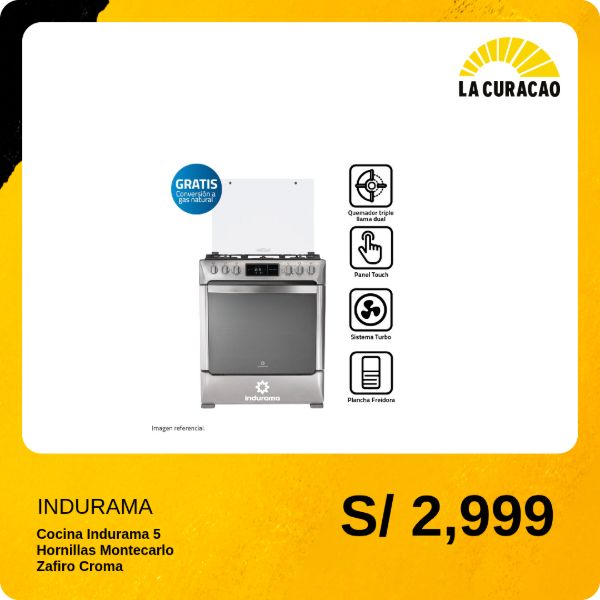 LA CURACAO
GRATIS
Conversión a
gas natural
Quemador triple
llama dual
Panel Touch
Sistema Turbo
Plancha Freidora
indurama
Imagen referencial.
INDURAMA
Cocina Indurama 5
Hornillas Montecarlo
Zafiro Croma
S/ 2,999